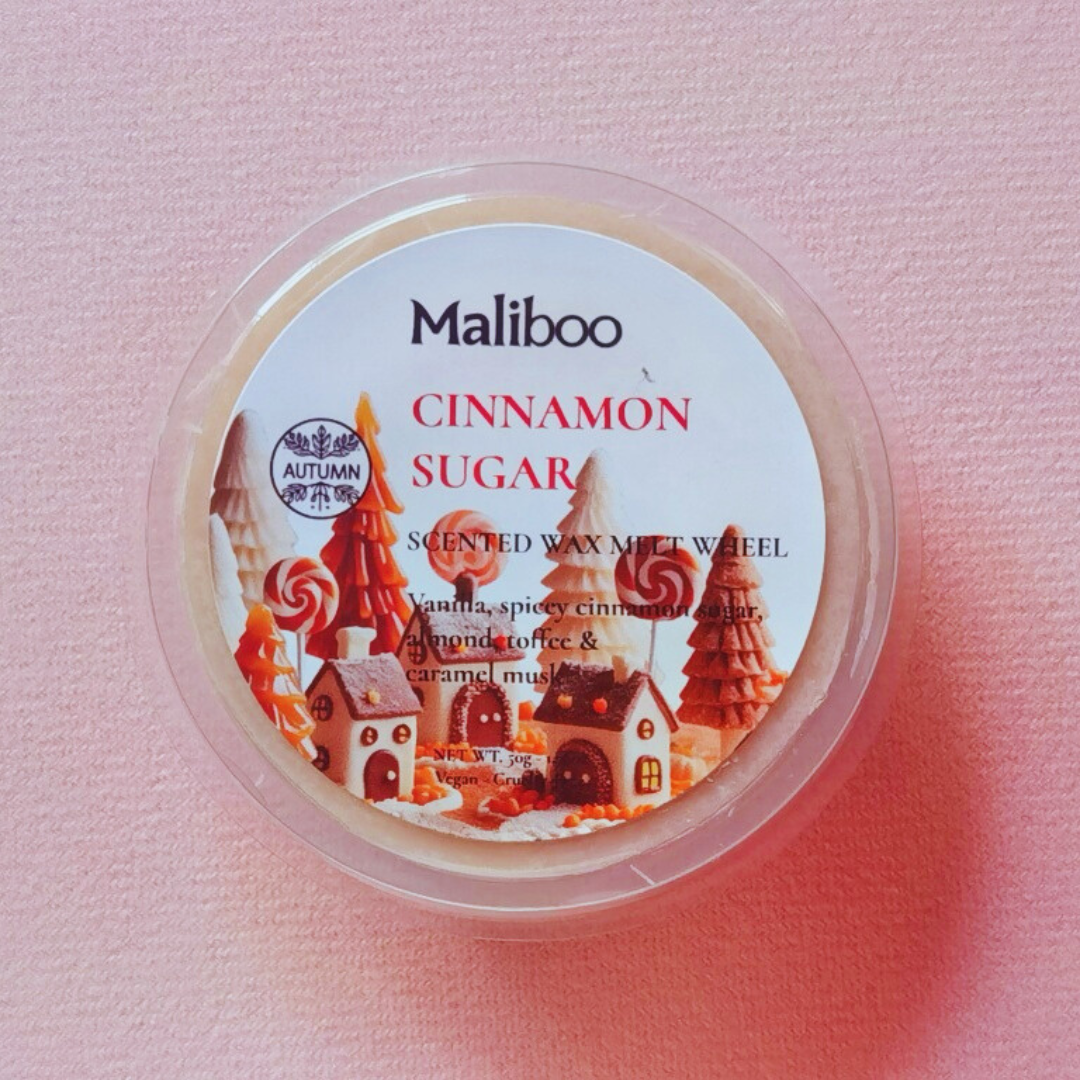 Maliboo
CINNAMON
SUGAR
AUTUMN
SCENTED WAX MELT WHEEL
Vanilla, spicey cinnamon sugar,
almond, toffee &
caramel musk
NET WT. 50g -
Vegan -